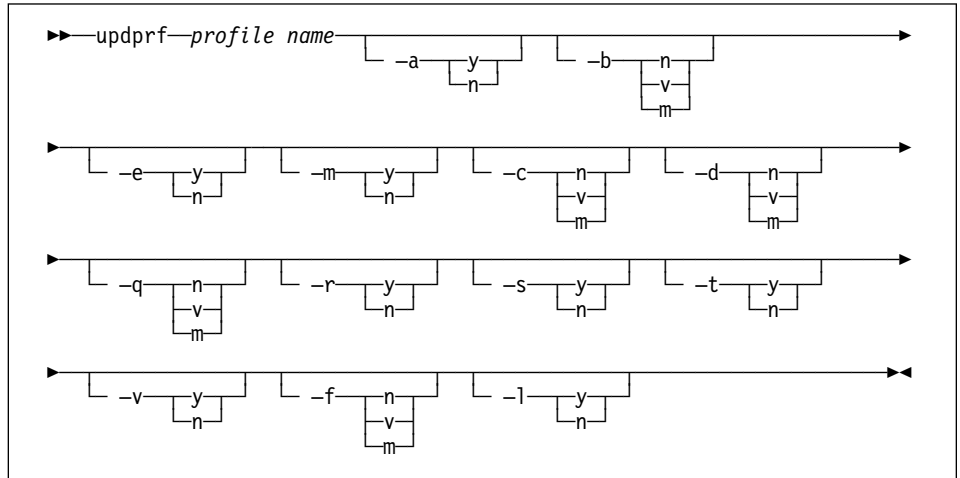 updprf profile name
–a y –b n
n v
m
–e y –m y –c n –d n
n n v v
m m
–q n –r y –s y –t y
v n n n
m
–v y –f n –l y
n v n
m